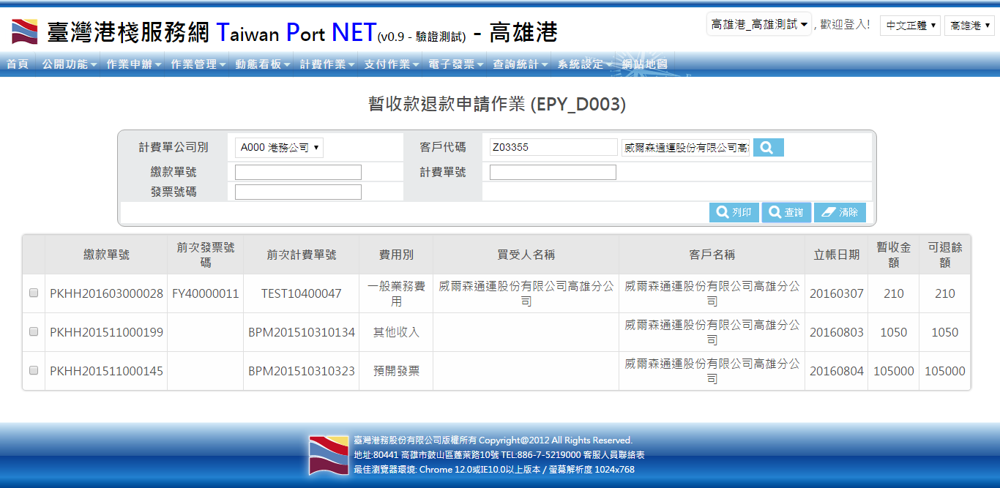 臺灣港棧服務網 Taiwan Port NET(v0.9 - 驗證測試) - 高雄港
高雄港_高雄測試 , 歡迎登入! 中文正體 高雄港
首頁 公開功能 作業申辦 作業管理 動態看板 計費作業 支付作業 電子發票 查詢統計 系統設定 網站地圖
暫收款退款申請作業 (EPY_D003)
計費單公司別 A000 港務公司 客戶代碼 Z03355 威爾森通運股份有限公司高
繳款單號 計費單號
發票號碼
列印 查詢 清除
繳款單號 前次發票號碼 前次計費單號 費用別 買受人名稱 客戶名稱 立帳日期 暫收金額 可退餘額
PKHH201603000028 FY40000011 TEST10400047 一般業務費用 威爾森通運股份有限公司高雄分公司 威爾森通運股份有限公司高雄分公司 20160307 210 210
PKHH201511000199 BPM201510310134 其他收入 威爾森通運股份有限公司高雄分公司 20160803 1050 1050
PKHH201511000145 BPM201510310323 預開發票 威爾森通運股份有限公司高雄分公司 20160804 105000 105000
臺灣港務股份有限公司版權所有 Copyright@2012 All Rights Reserved.
地址:80441 高雄市鼓山區蓬萊路10號 TEL:886-7-5219000 客服人員聯絡表
最佳瀏覽器環境: Chrome 12.0或IE10.0以上版本 / 螢幕解析度 1024x768